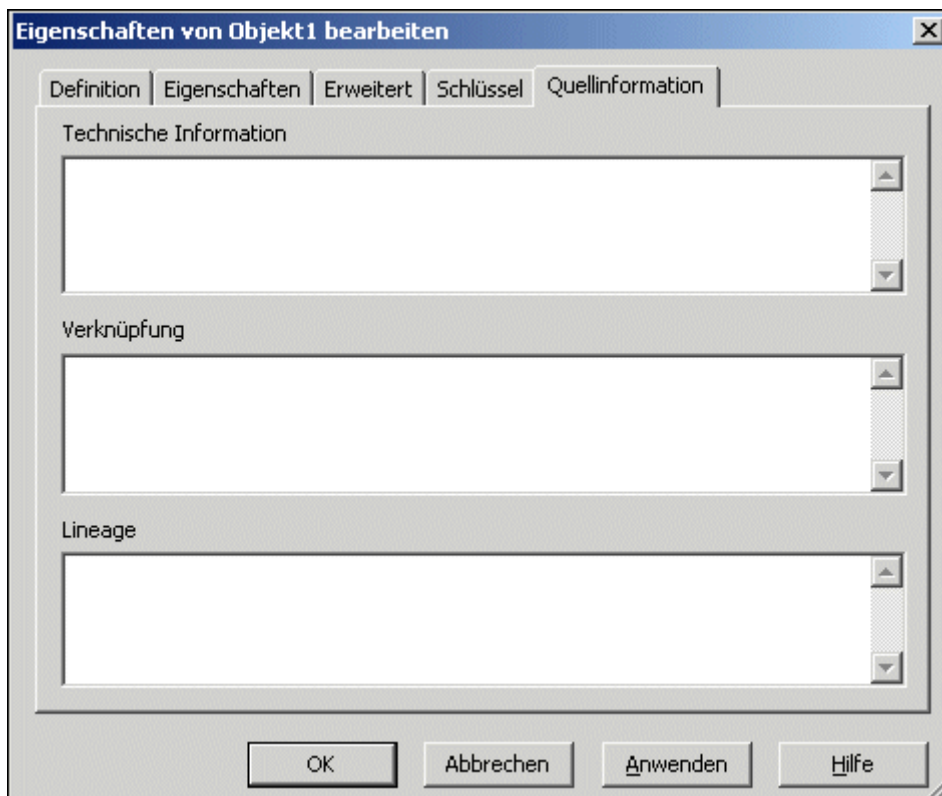 Eigenschaften von Objekt1 bearbeiten
Definition Eigenschaften Erweitert Schlüssel Quellinformation
Technische Information
Verknüpfung
Lineage
OK Abbrechen Anwenden Hilfe